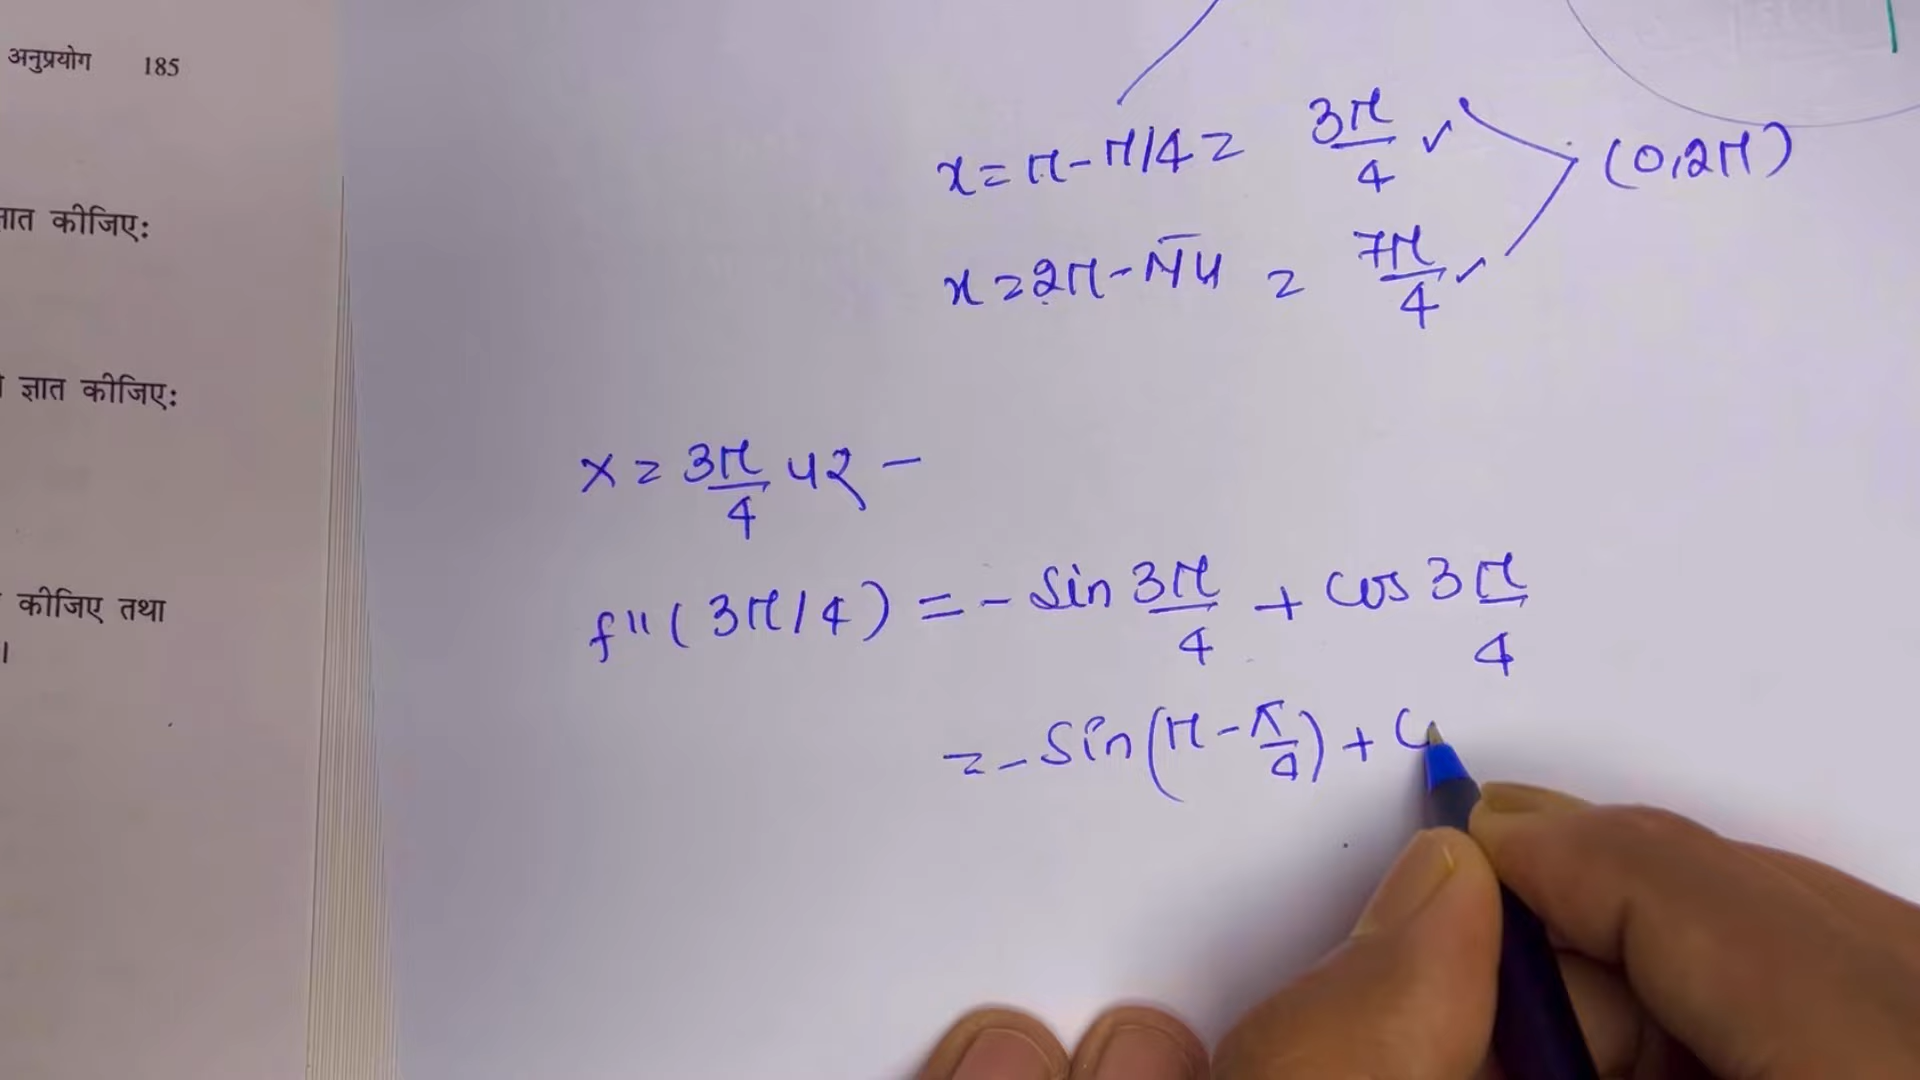 अनुप्रयोग 185
ज्ञात कीजिए:
ज्ञात कीजिए:
कीजिए तथा
।
x = π - π/4 = 3π/4 ✓
(0,2π)
x = 2π - π/4 = 7π/4 ✓
x = 3π/4 पर -
f"(3π/4) = - Sin 3π/4 + cos 3π/4
= - Sin(π - π/4) + C